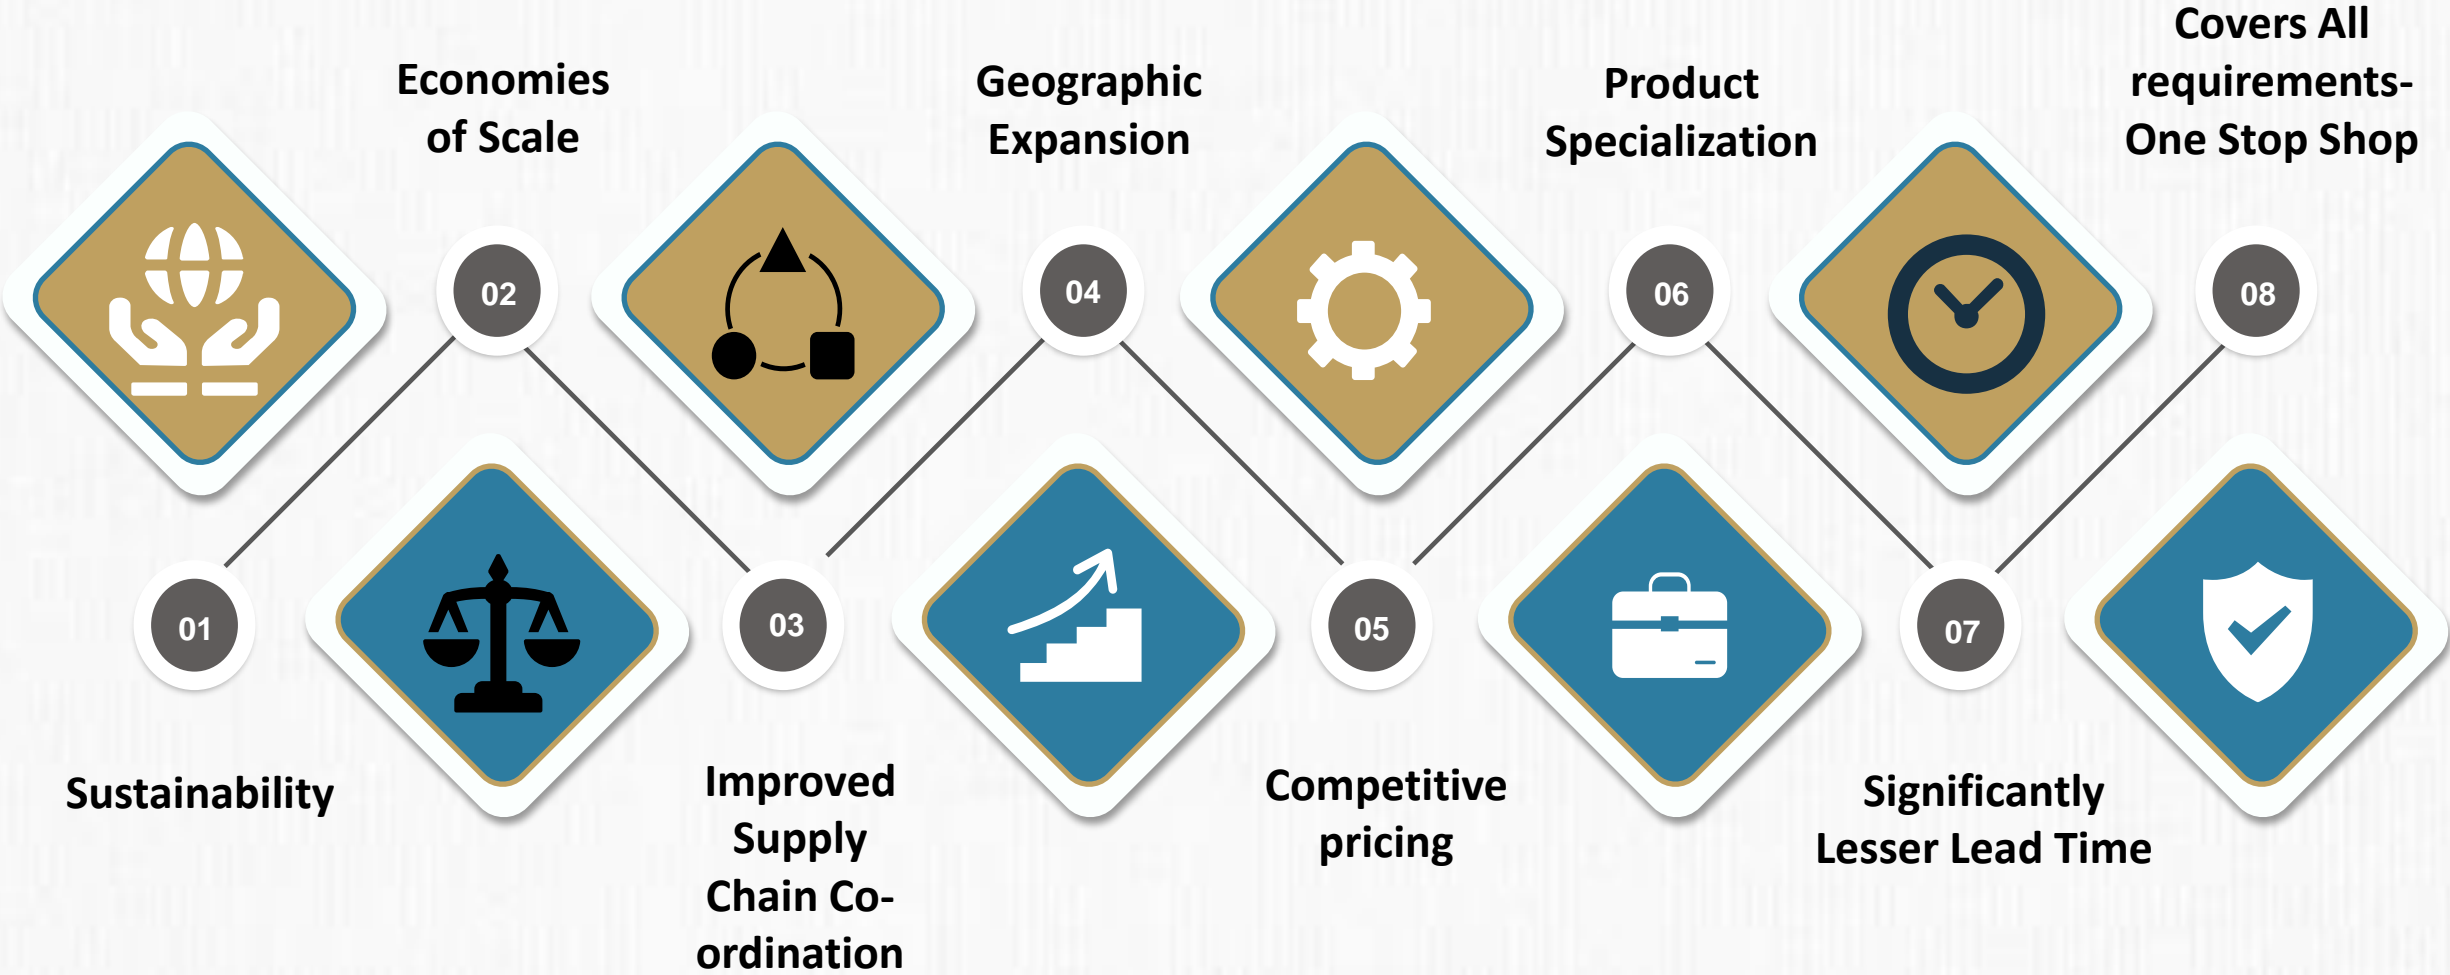 01
Sustainability
02
Economies
of Scale
03
Improved
Supply
Chain Co-
ordination
04
Geographic
Expansion
05
Competitive
pricing
06
Product
Specialization
07
Significantly
Lesser Lead Time
08
Covers All
requirements-
One Stop Shop